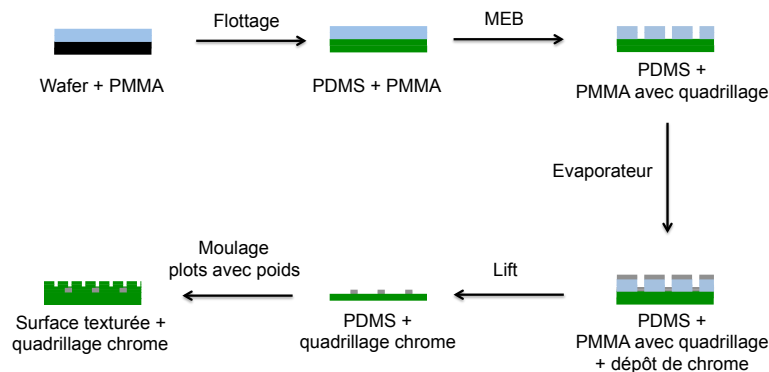 Flottage
MEB
Wafer + PMMA
PDMS + PMMA
PDMS +
PMMA avec quadrillage
Evaporateur
Moulage
plots avec poids
Lift
Surface texturée +
quadrillage chrome
PDMS +
quadrillage chrome
PDMS +
PMMA avec quadrillage
+ dépôt de chrome